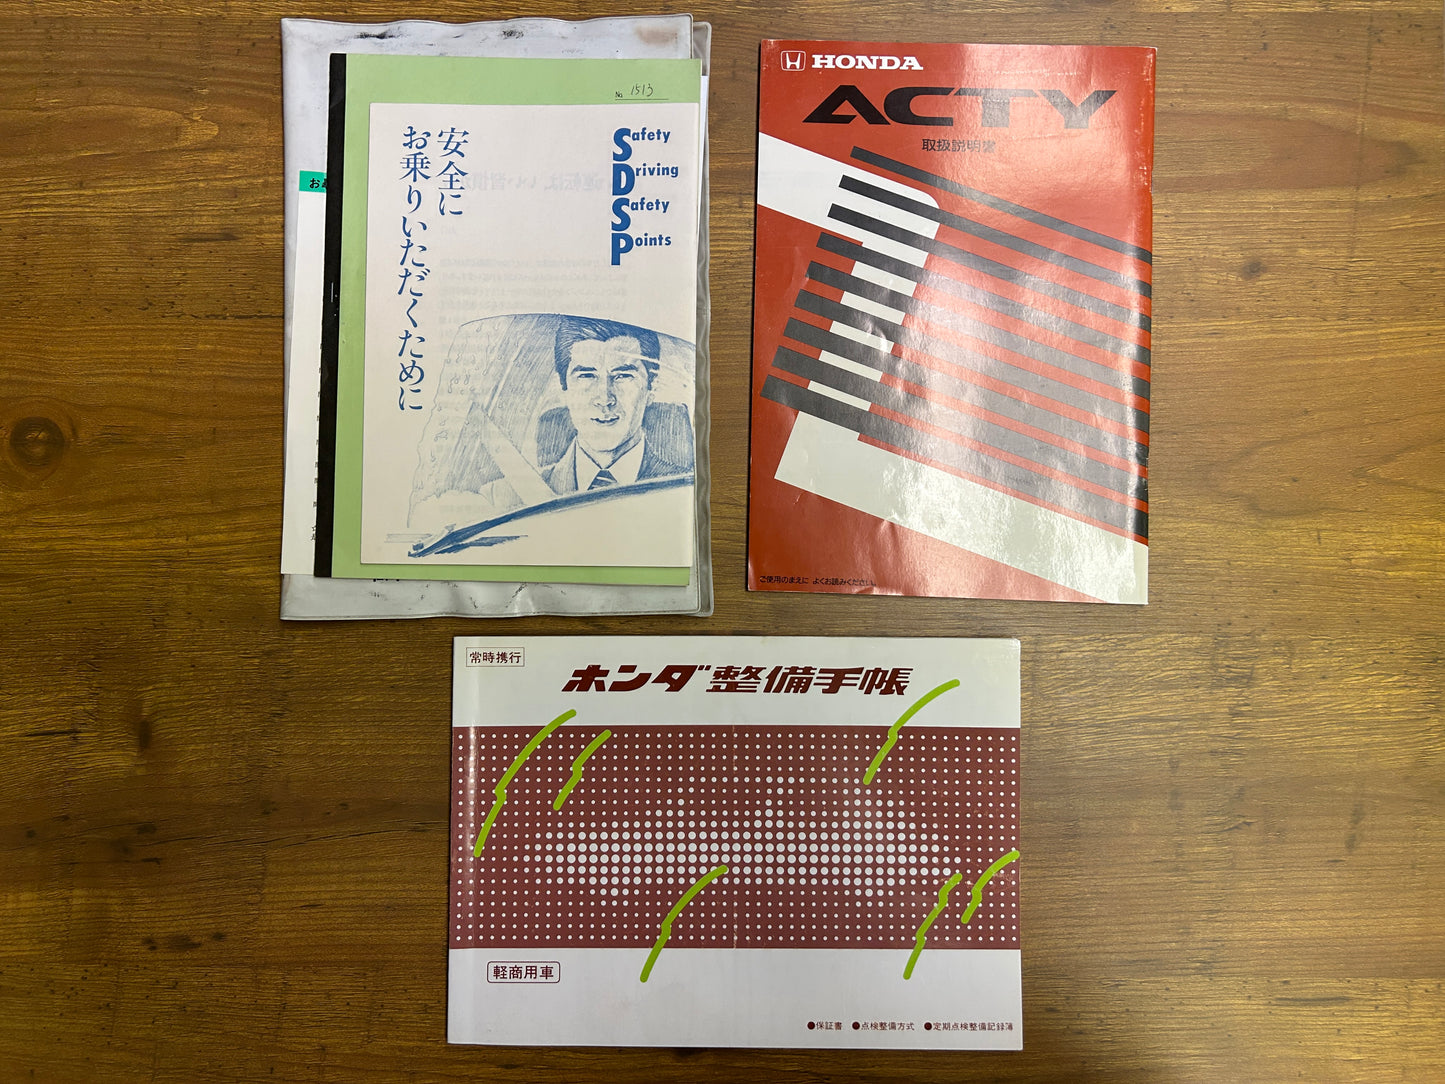 No. 1513
安全に
お乗りいただくために
Safety
Driving
Safety
Points
HONDA
ACTY
取扱説明書
ご使用のまえに よくお読みください。
常時携行
ホンダ整備手帳
軽商用車
●保証書 ●点検整備方式 ●定期点検整備記録簿